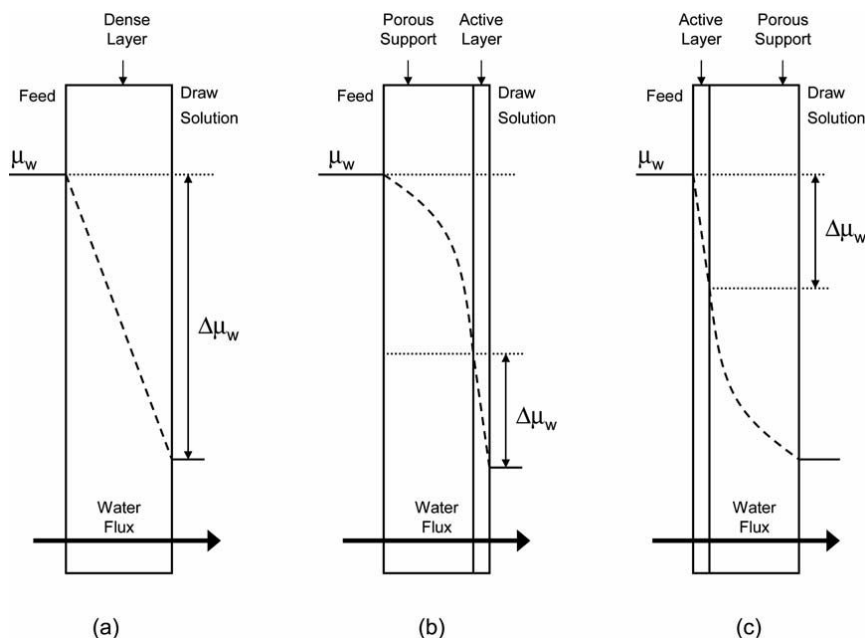 Dense
Layer
Feed
Draw
Solution
μw
Δμw
Water
Flux
(a)
Porous
Support
Active
Layer
Feed
Draw
Solution
μw
Δμw
Water
Flux
(b)
Active
Layer
Porous
Support
Feed
Draw
Solution
μw
Δμw
Water
Flux
(c)